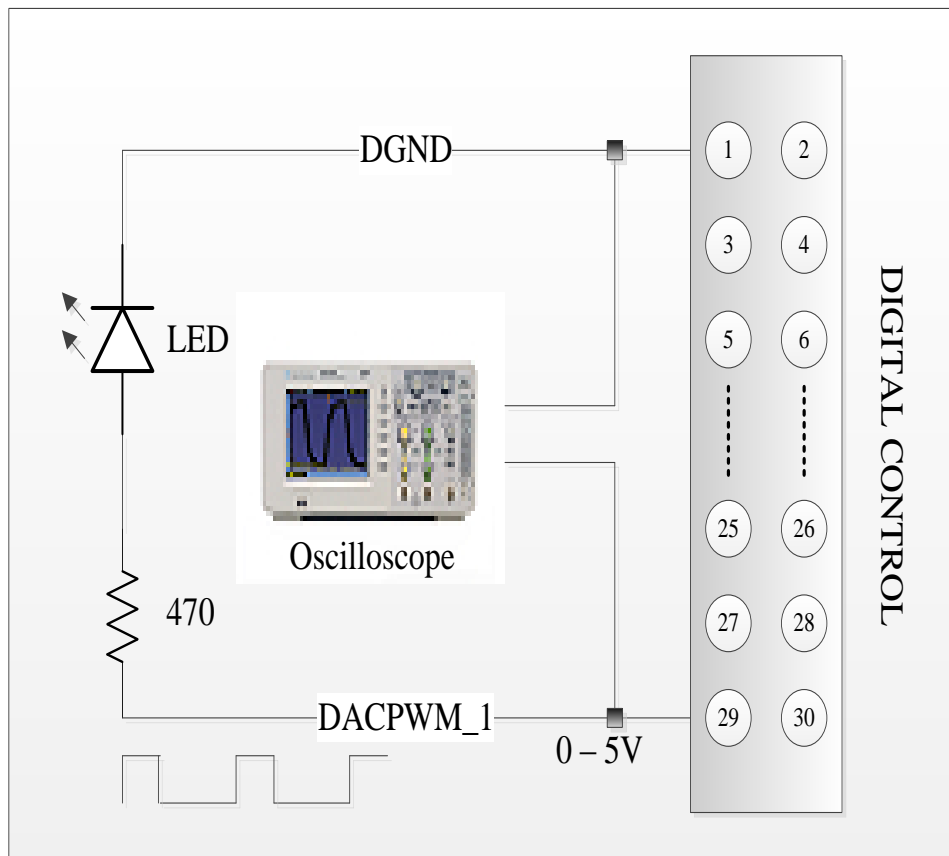 DGND
1
2
3
4
LED
5
6
DIGITAL CONTROL
Oscilloscope
25
26
470
27
28
DACPWM_1
29
30
0 – 5V